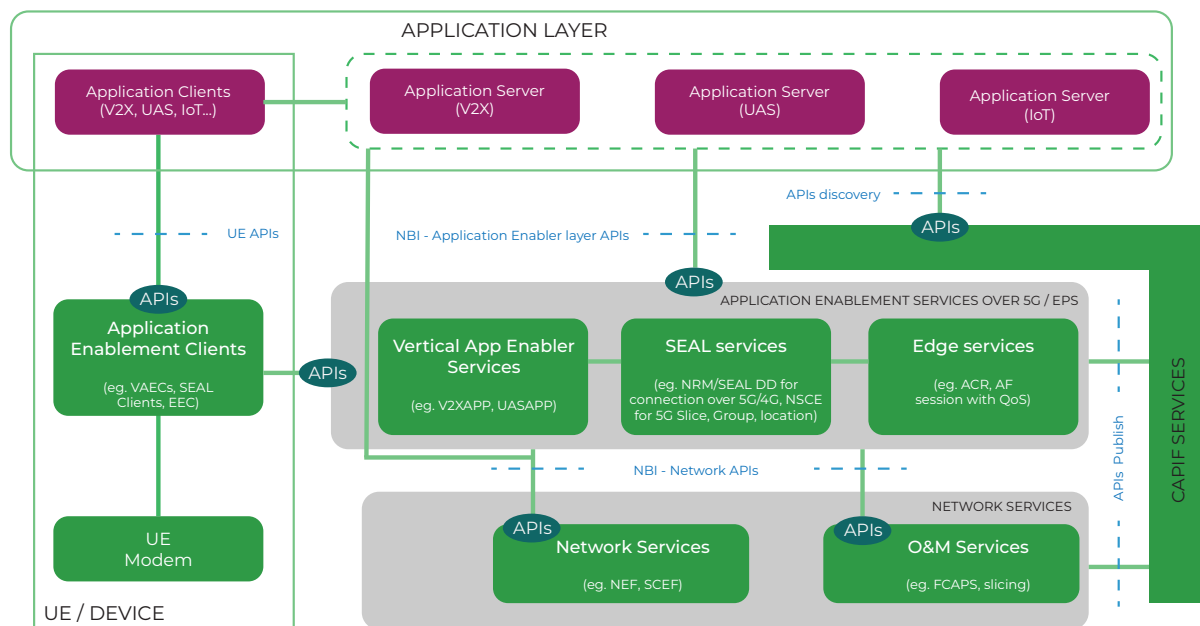 APPLICATION LAYER
Application Clients
(V2X, UAS, IoT...)
Application Server
(V2X)
Application Server
(UAS)
Application Server
(IoT)
APIs discovery
UE APIs
NBI - Application Enabler layer APIs
APIs
APIs
APIs
APPLICATION ENABLEMENT SERVICES OVER 5G / EPS
Application
Enablement Clients
(eg. VAECs, SEAL
Clients, EEC)
APIs
Vertical App Enabler
Services
(eg. V2XAPP, UASAPP)
SEAL services
(eg. NRM/SEAL DD for
connection over 5G/4G, NSCE
for 5G Slice, Group, location)
Edge services
(eg. ACR, AF
session with QoS)
CAPIF SERVICES
APIs Publish
NBI - Network APIs
NETWORK SERVICES
UE
Modem
APIs
Network Services
(eg. NEF, SCEF)
APIs
O&M Services
(eg. FCAPS, slicing)
UE / DEVICE